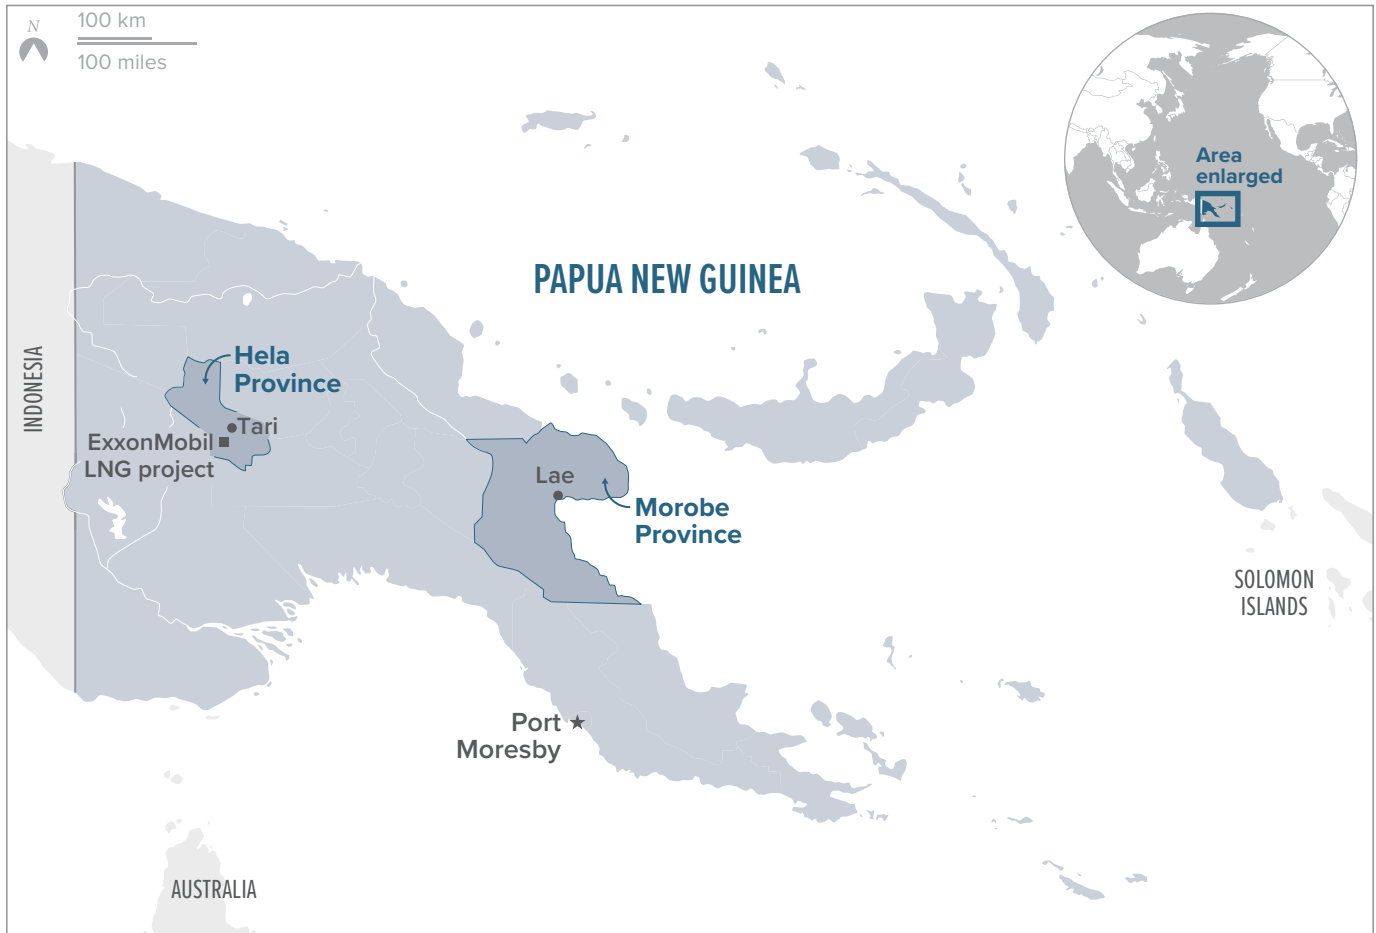 N
100 km
100 miles
Area
enlarged
PAPUA NEW GUINEA
INDONESIA
Hela
Province
Tari
ExxonMobil
LNG project
Lae
Morobe
Province
SOLOMON
ISLANDS
Port
Moresby
AUSTRALIA